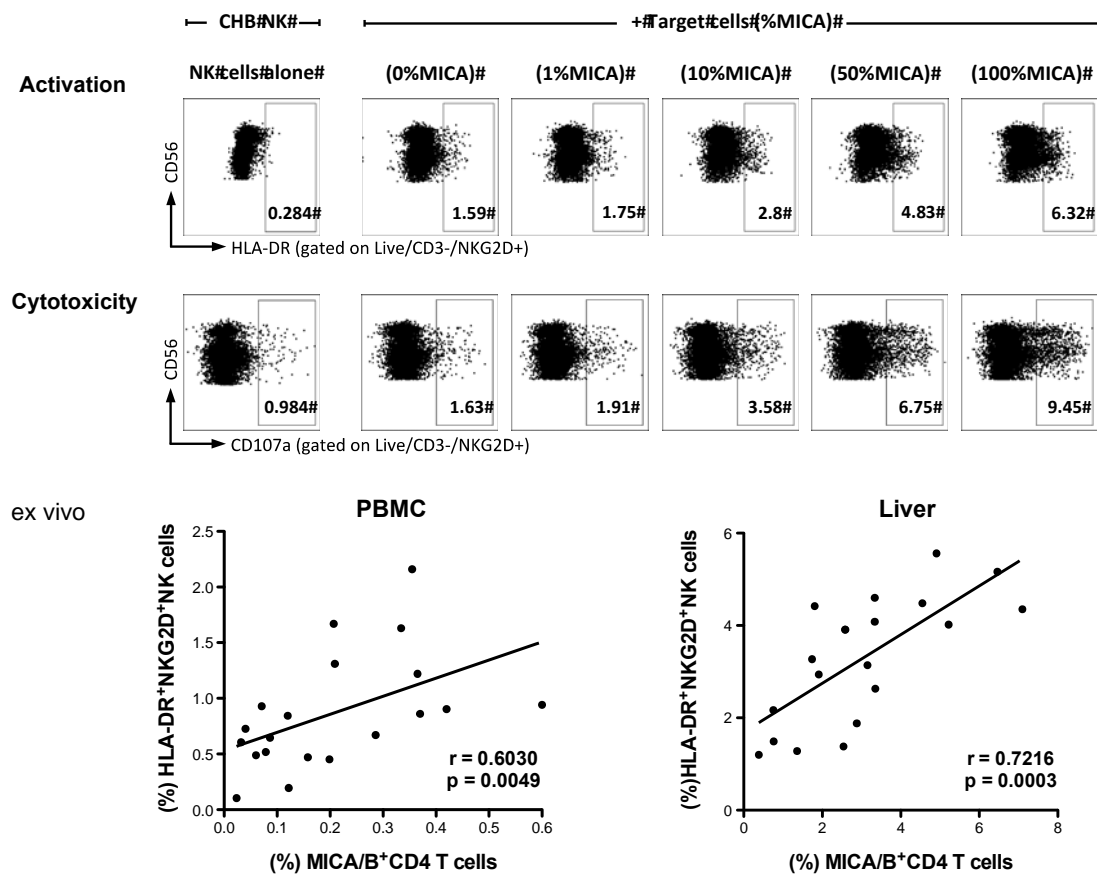 CHB#NK#
+#Target#cells#(%MICA)#
Activation
NK#cells#alone#
(0%MICA)#
(1%MICA)#
(10%MICA)#
(50%MICA)#
(100%MICA)#
CD56
0.284#
1.59#
1.75#
2.8#
4.83#
6.32#
HLA-DR (gated on Live/CD3-/NKG2D+)
Cytotoxicity
CD56
0.984#
1.63#
1.91#
3.58#
6.75#
9.45#
CD107a (gated on Live/CD3-/NKG2D+)
ex vivo
PBMC
(%) HLA-DR⁺NKG2D⁺NK cells
2.5
2.0
1.5
1.0
0.5
0.0
r = 0.6030
p = 0.0049
0.0 0.1 0.2 0.3 0.4 0.5 0.6
(%) MICA/B⁺CD4 T cells
Liver
(%)HLA-DR⁺NKG2D⁺NK cells
6
4
2
0
r = 0.7216
p = 0.0003
0 2 4 6 8
(%) MICA/B⁺CD4 T cells